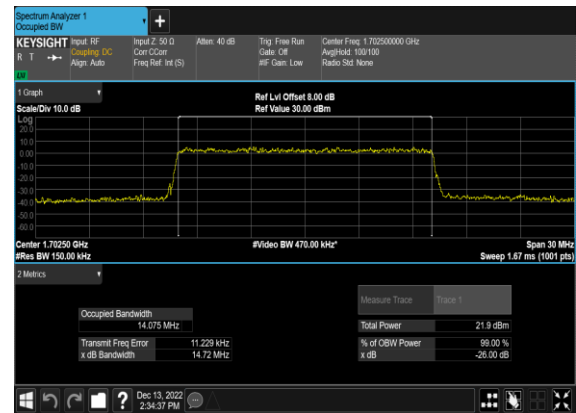 Spectrum Analyzer 1
Occupied BW
+
KEYSIGHT Input: RF Input Z: 50 Ω Atten: 40 dB Trig: Free Run Center Freq: 1.702500000 GHz
R T Coupling: DC Corr CCorr Gate: Off Avg|Hold: 100/100
Align: Auto Freq Ref: Int (S) #IF Gain: Low Radio Std: None
LW
1 Graph
Ref Lvl Offset 8.00 dB
Scale/Div 10.0 dB Ref Value 30.00 dBm
Log
20.0
10.0
0.00
-10.0
-20.0
-30.0
-40.0
-50.0
-60.0
Center 1.70250 GHz #Video BW 470.00 kHz* Span 30 MHz
#Res BW 150.00 kHz Sweep 1.67 ms (1001 pts)
2 Metrics
Measure Trace Trace 1
Occupied Bandwidth
14.075 MHz Total Power 21.9 dBm
Transmit Freq Error 11.229 kHz % of OBW Power 99.00 %
x dB Bandwidth 14.72 MHz x dB -26.00 dB
? Dec 13, 2022
2:34:37 PM